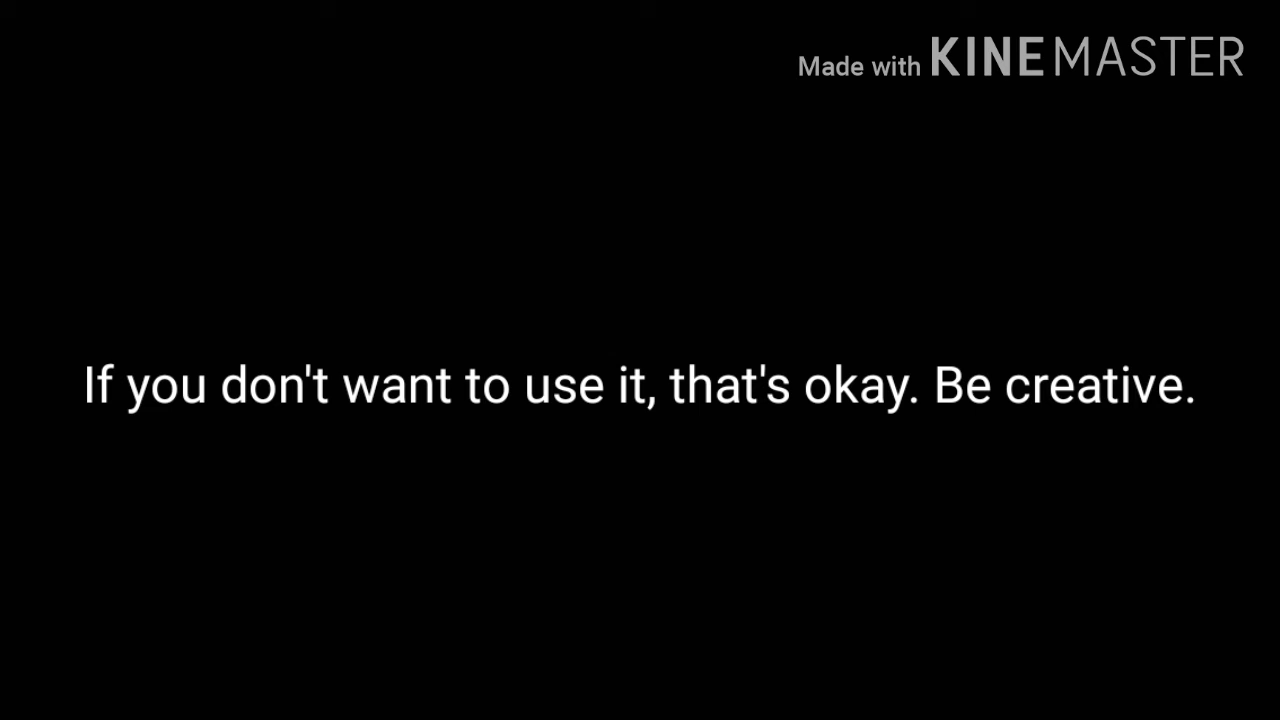 Made with KINEMASTER
If you don't want to use it, that's okay. Be creative.